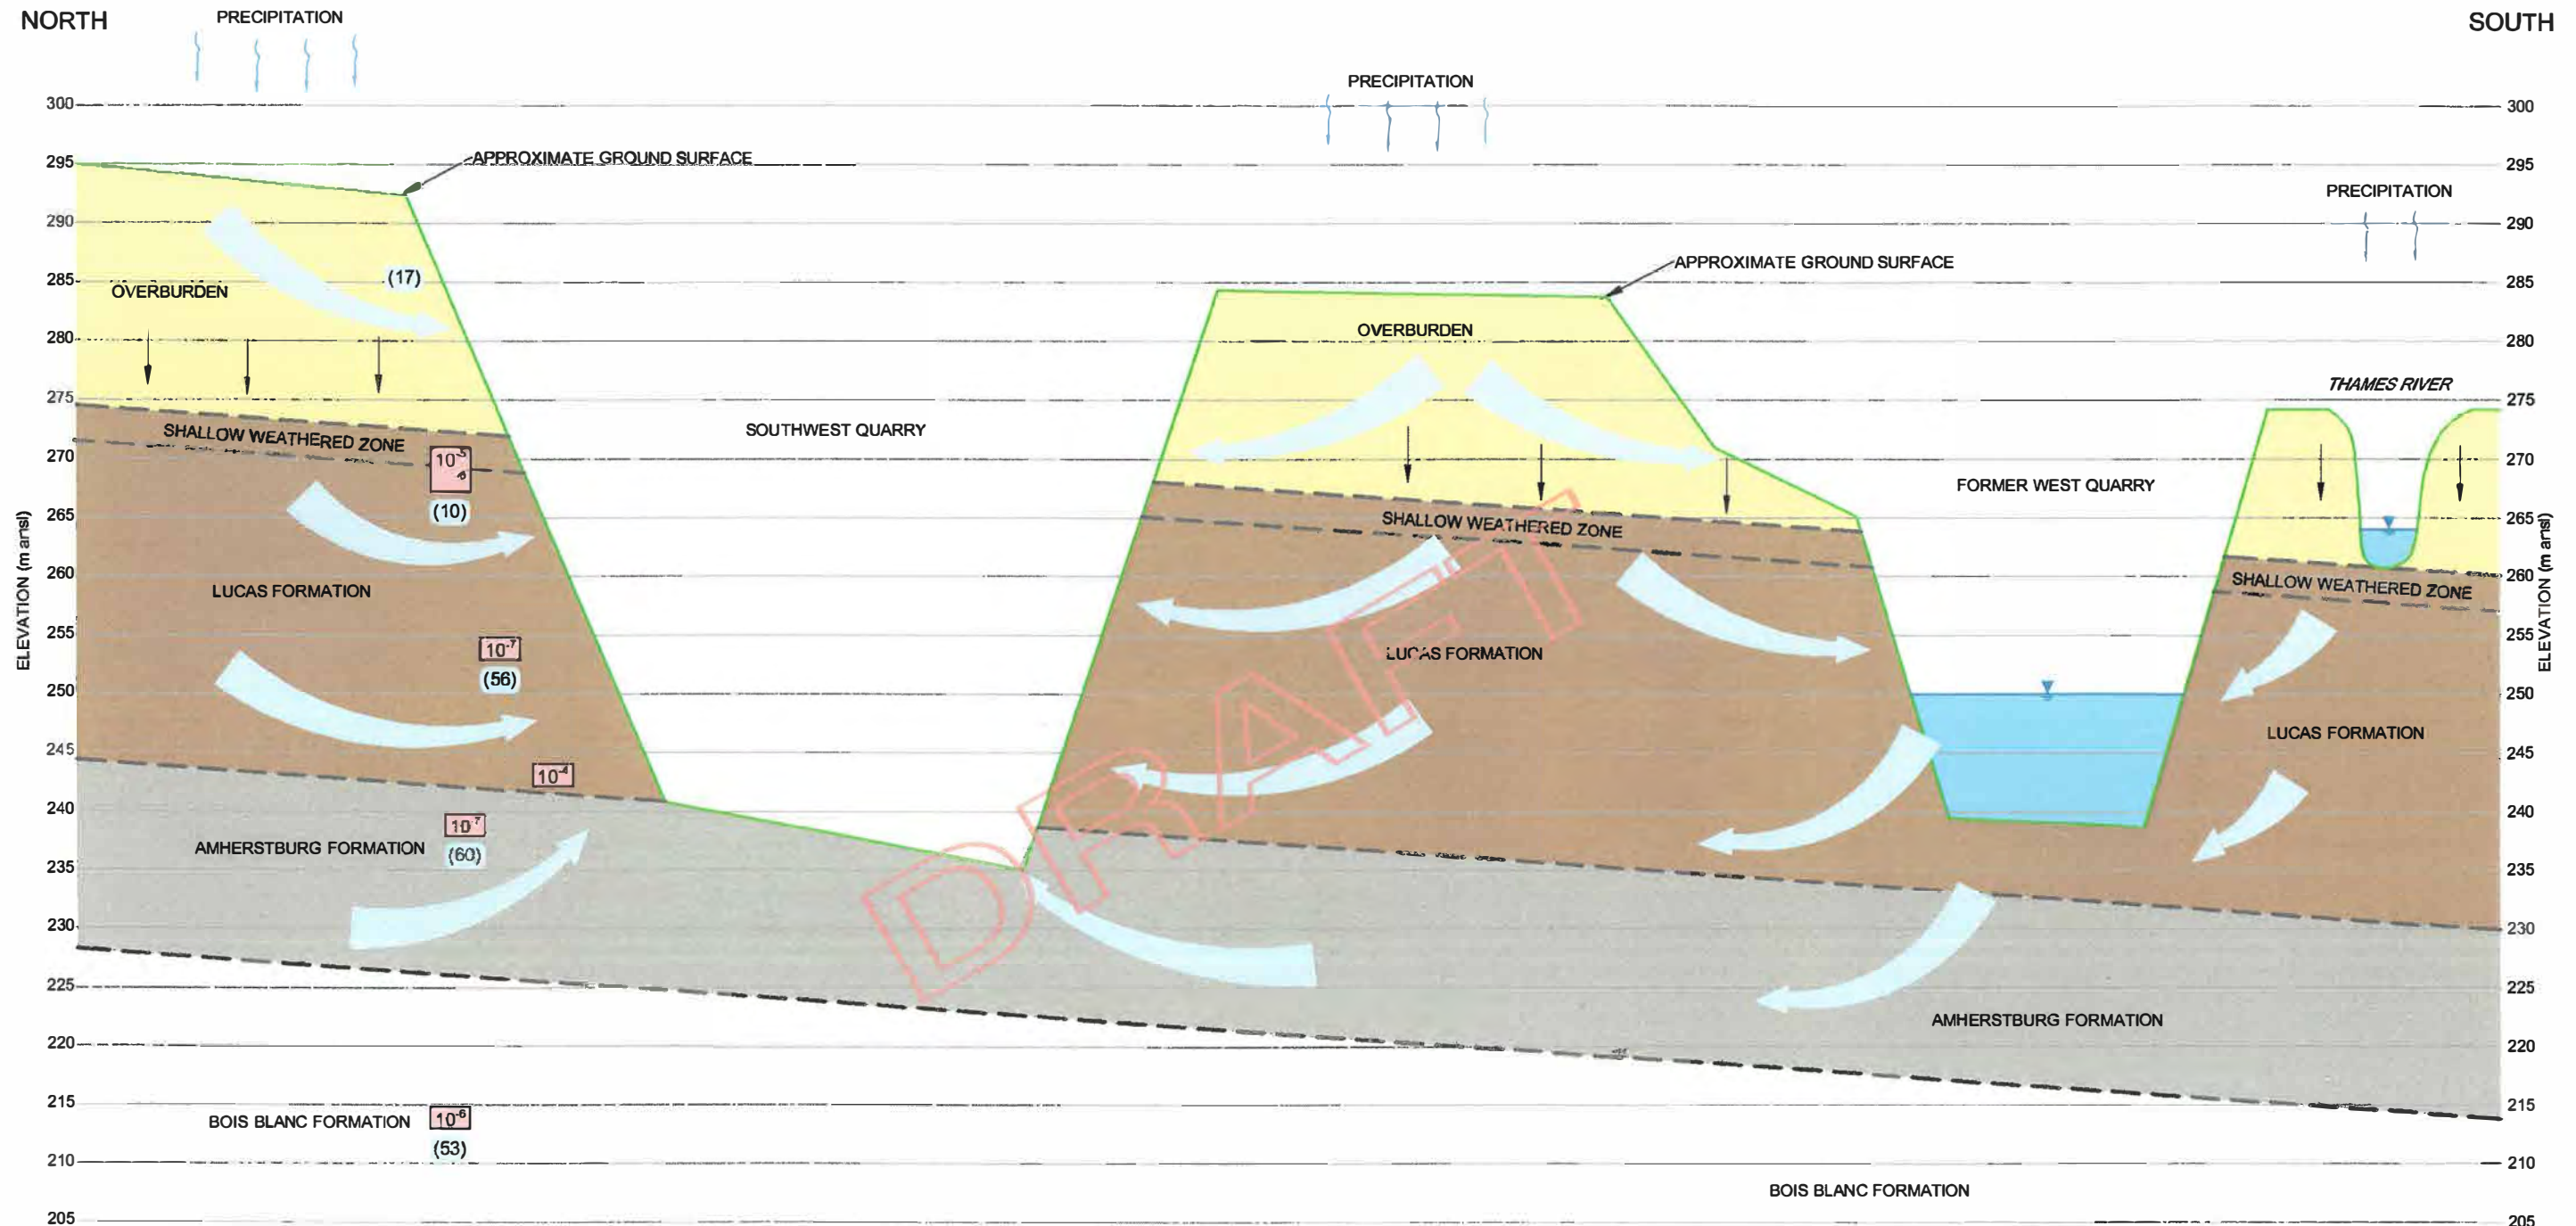 NORTH
PRECIPITATION
SOUTH
PRECIPITATION
300
300
APPROXIMATE GROUND SURFACE
295
295
PRECIPITATION
290
290
APPROXIMATE GROUND SURFACE
(17)
285
285
OVERBURDEN
OVERBURDEN
280
280
THAMES RIVER
275
275
SHALLOW WEATHERED ZONE
SOUTHWEST QUARRY
270
10-5
-6
270
FORMER WEST QUARRY
(10)
265
265
SHALLOW WEATHERED ZONE
ELEVATION (m amsl)
ELEVATION (m amsl)
260
260
SHALLOW WEATHERED ZONE
LUCAS FORMATION
255
255
10-7
LUCAS FORMATION
(56)
250
250
LUCAS FORMATION
245
245
10-4
240
240
10-7
AMHERSTBURG FORMATION
(60)
235
235
DRAFT
230
230
225
225
AMHERSTBURG FORMATION
220
220
215
215
BOIS BLANC FORMATION
10-6
(53)
210
210
BOIS BLANC FORMATION
205
205